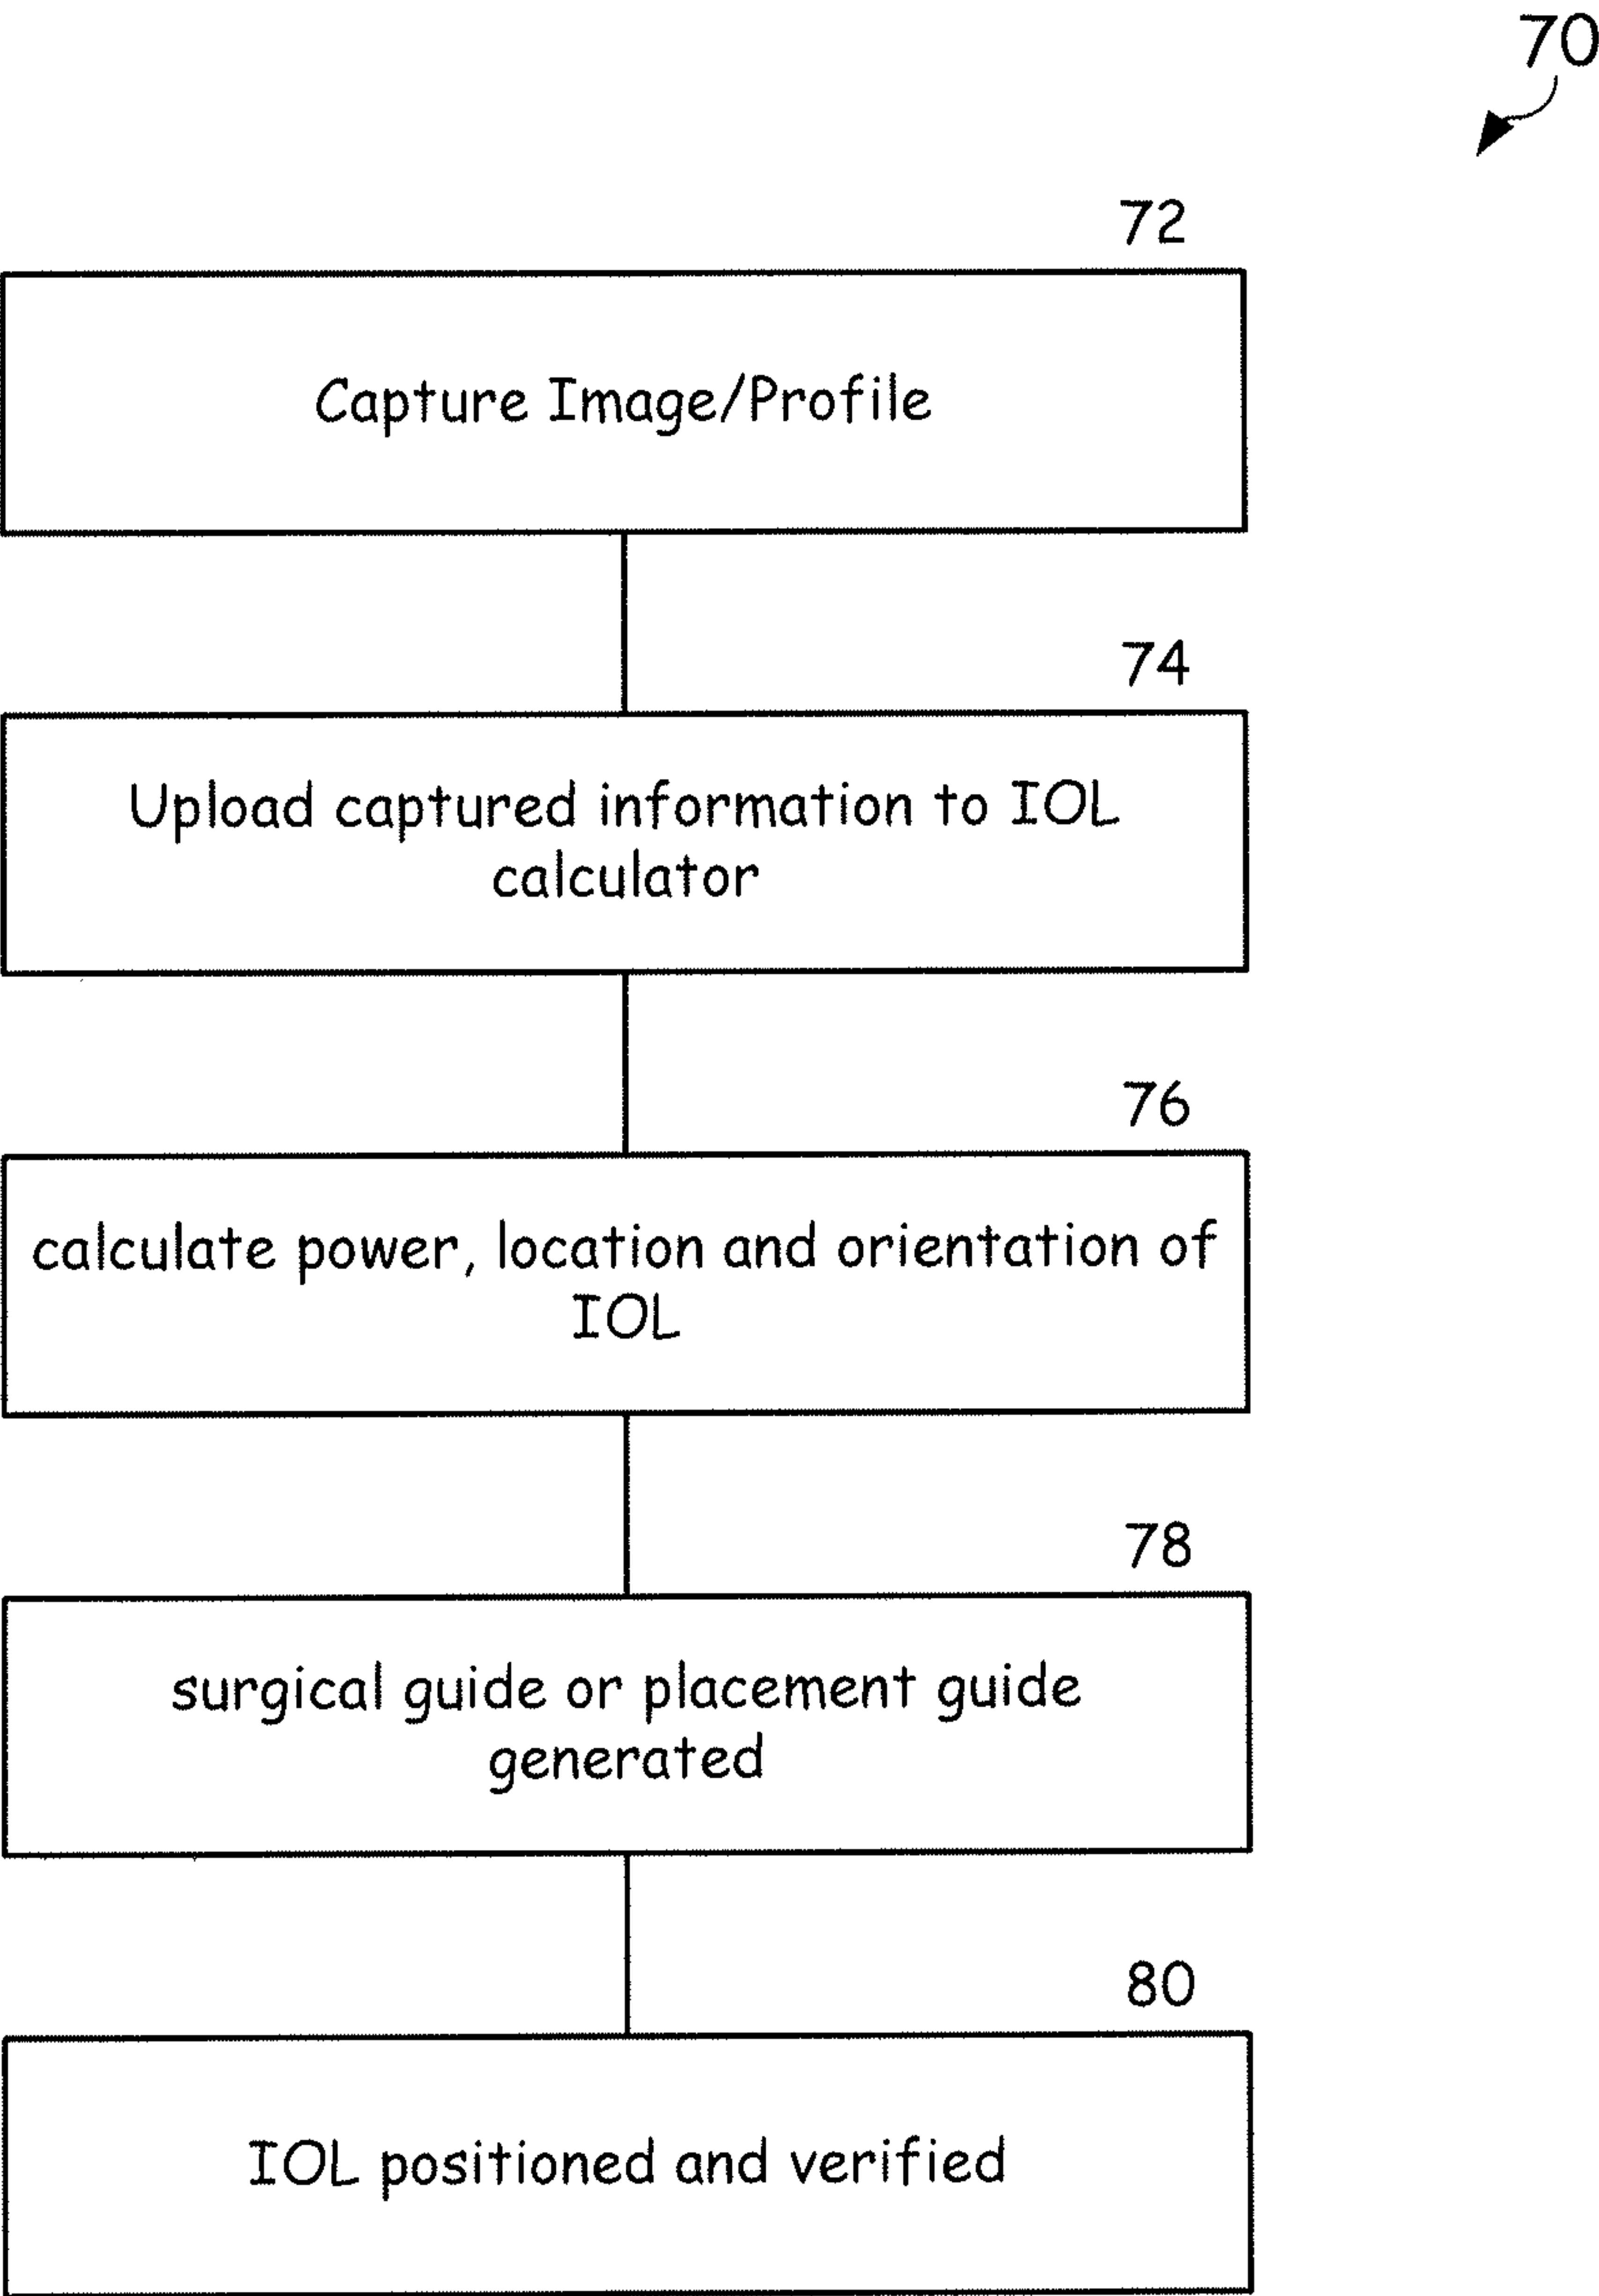 70
72
Capture Image/Profile
74
Upload captured information to IOL
calculator
76
calculate power, location and orientation of
IOL
78
surgical guide or placement guide
generated
80
IOL positioned and verified